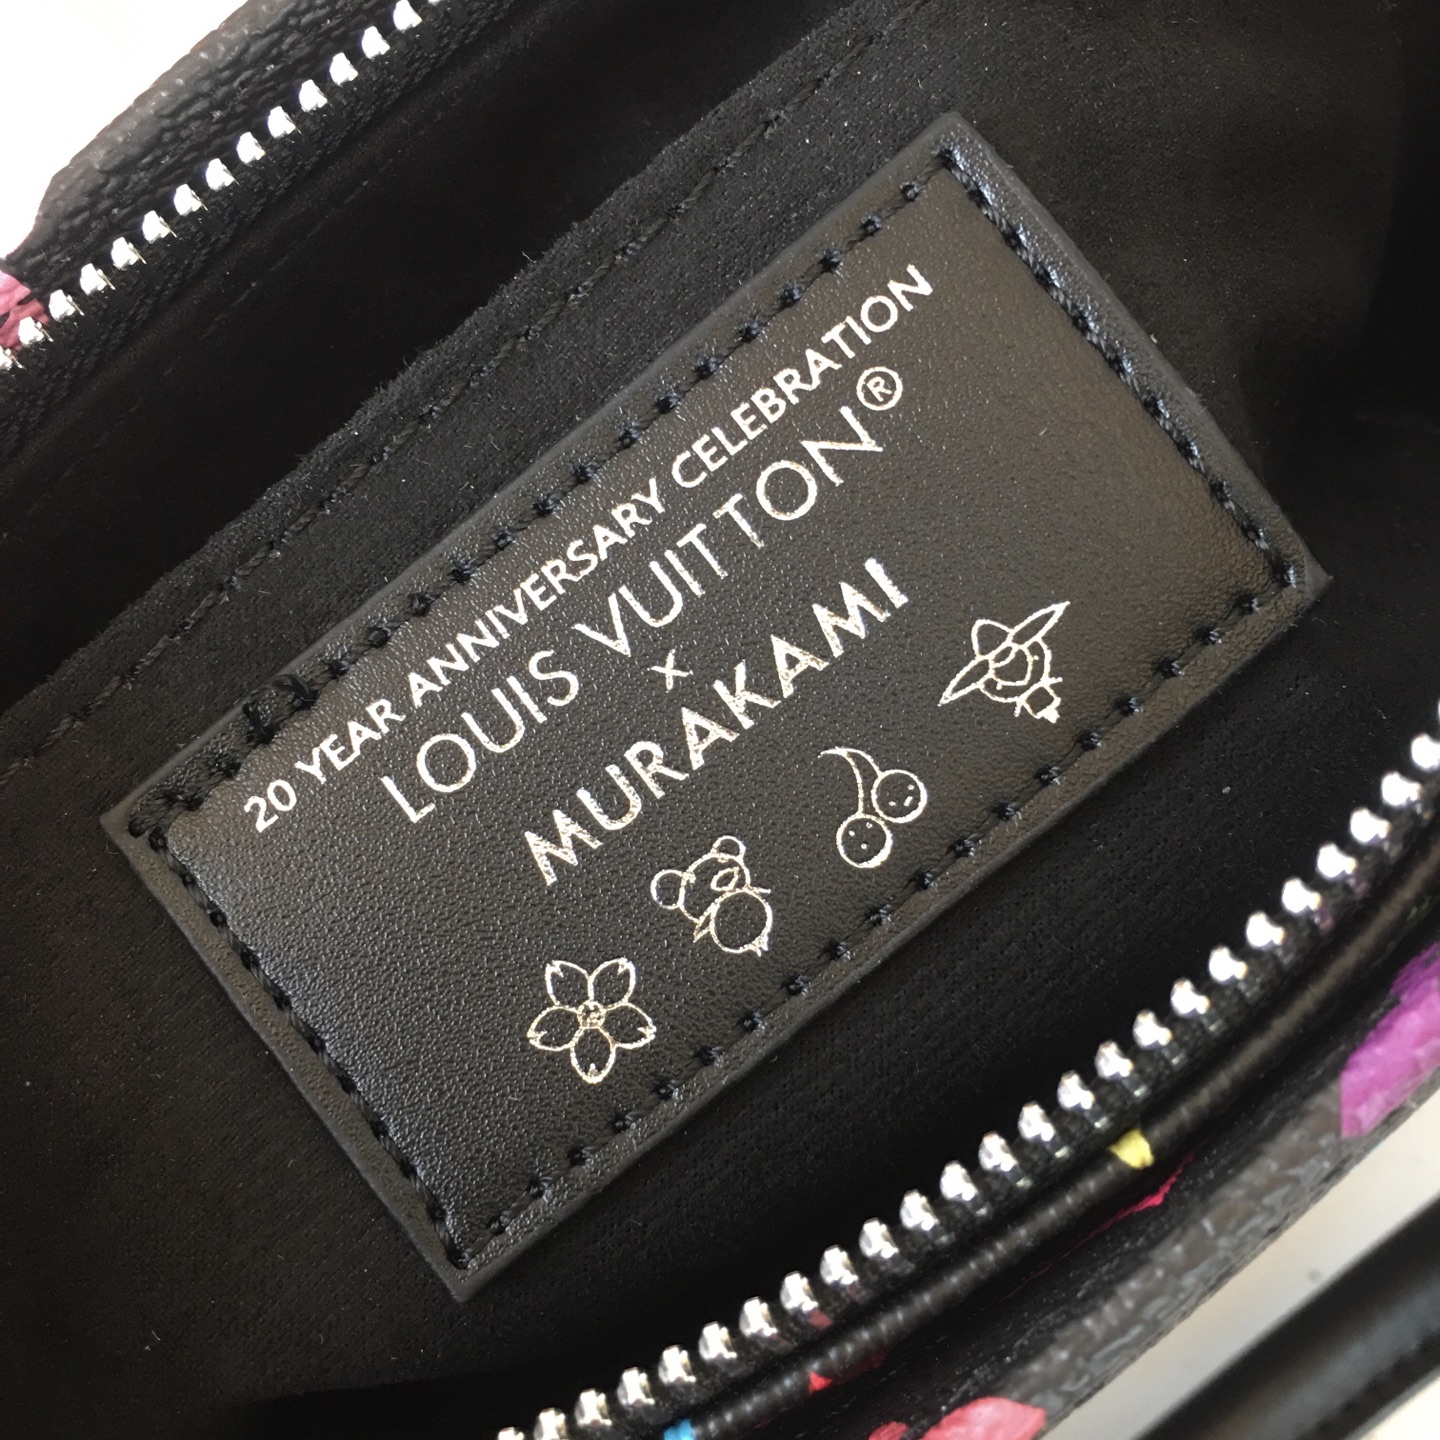 20 YEAR ANNIVERSARY CELEBRATION
LOUIS VUITTON®
x
MURAKAMI